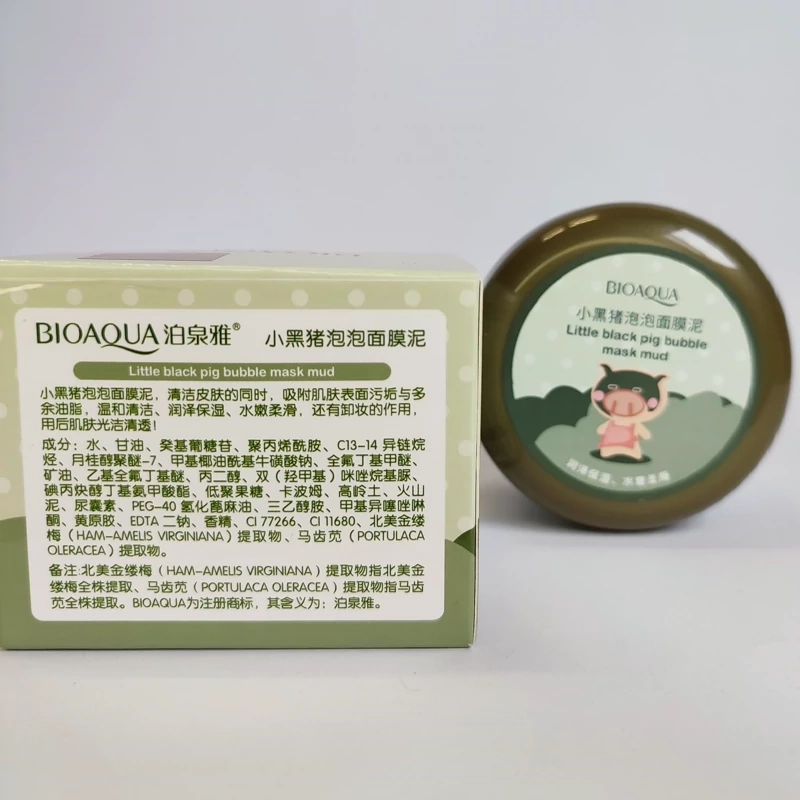 BIOAQUA 泊泉雅® 小黑猪泡泡面膜泥
Little black pig bubble mask mud
小黑猪泡泡面膜泥，清洁皮肤的同时，吸附肌肤表面污垢与多
余油脂，温和清洁、润泽保湿、水嫩柔滑，还有卸妆的作用，
用后肌肤光洁清透！
成分：水、甘油、癸基葡糖苷、聚丙烯酰胺、C13-14 异链烷
烃、月桂醇聚醚-7、甲基椰油酰基牛磺酸钠、全氟丁基甲醚、
矿油、乙基全氟丁基醚、丙二醇、双（羟甲基）咪唑烷基脲、
碘丙炔醇丁基氨甲酸酯、低聚果糖、卡波姆、高岭土、火山
泥、尿囊素、PEG-40 氢化蓖麻油、三乙醇胺、甲基异噻唑啉
酮、黄原胶、EDTA 二钠、香精、CI 77266、CI 11680、北美金缕
梅（HAM-AMELIS VIRGINIANA）提取物、马齿苋（PORTULACA
OLERACEA）提取物。
备注:北美金缕梅（HAM-AMELIS VIRGINIANA）提取物指北美金
缕梅全株提取、马齿苋（PORTULACA OLERACEA）提取物指马齿
苋全株提取。BIOAQUA为注册商标，其含义为：泊泉雅。
BIOAQUA
小黑猪泡泡面膜泥
Little black pig bubble
mask mud
润泽保湿、水嫩柔滑